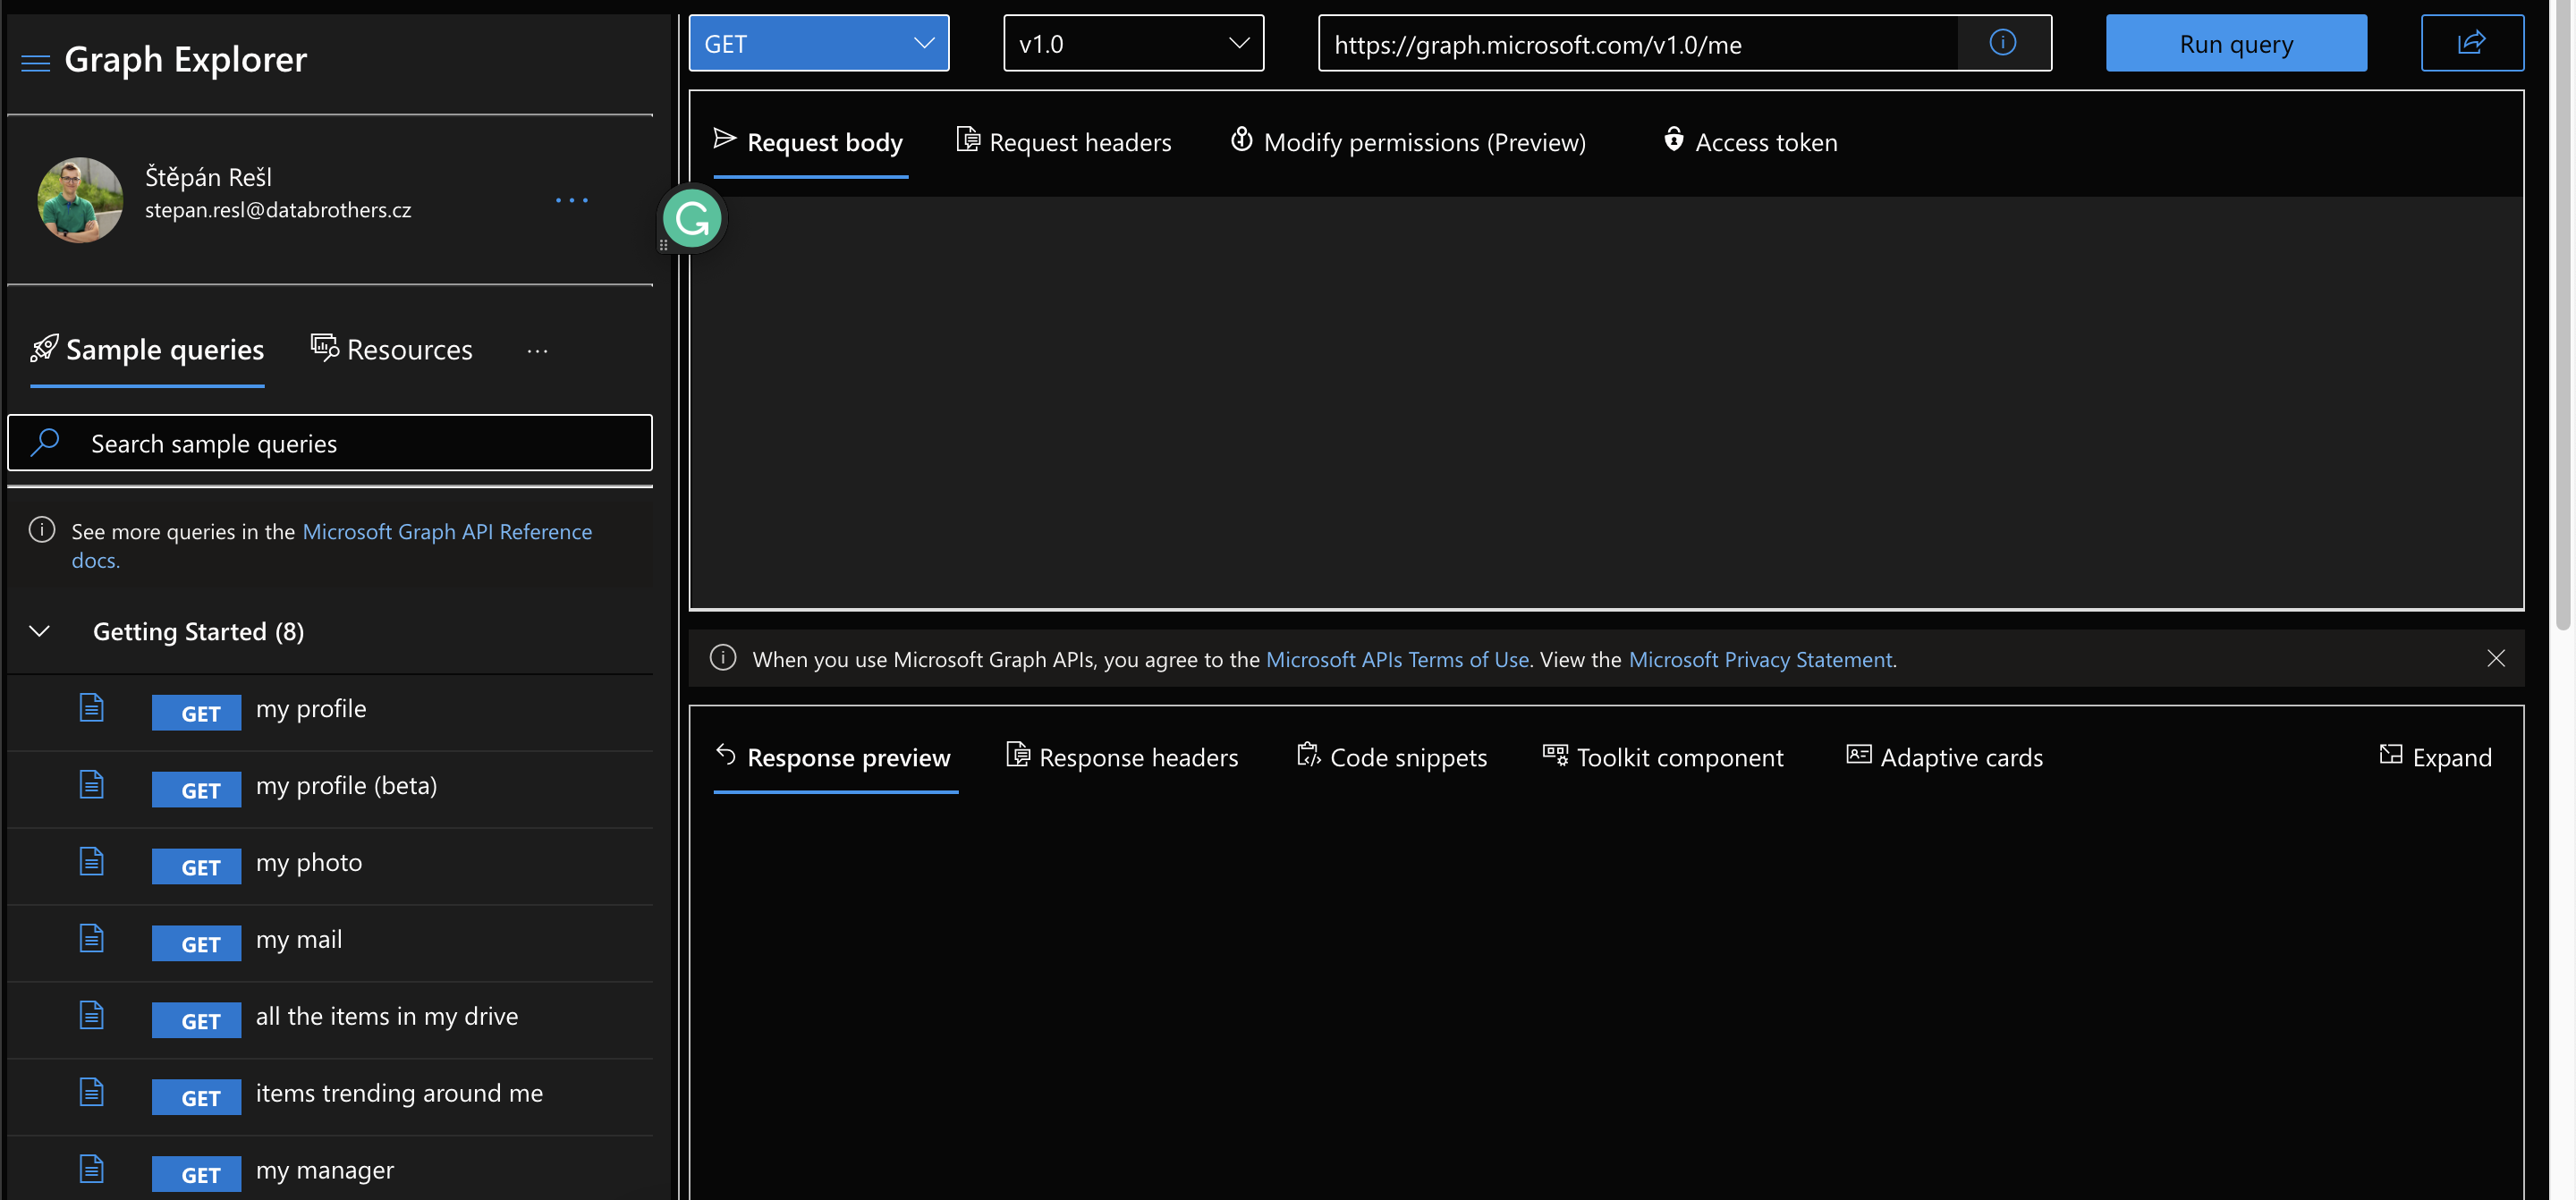 Graph Explorer
Štěpán Rešl
stepan.resl@databrothers.cz
Sample queries
Resources
...
Search sample queries
See more queries in the Microsoft Graph API Reference
docs.
Getting Started (8)
GET my profile
GET my profile (beta)
GET my photo
GET my mail
GET all the items in my drive
GET items trending around me
GET my manager
GET
v1.0
https://graph.microsoft.com/v1.0/me
Run query
Request body
Request headers
Modify permissions (Preview)
Access token
G
When you use Microsoft Graph APIs, you agree to the Microsoft APIs Terms of Use. View the Microsoft Privacy Statement.
Response preview
Response headers
Code snippets
Toolkit component
Adaptive cards
Expand